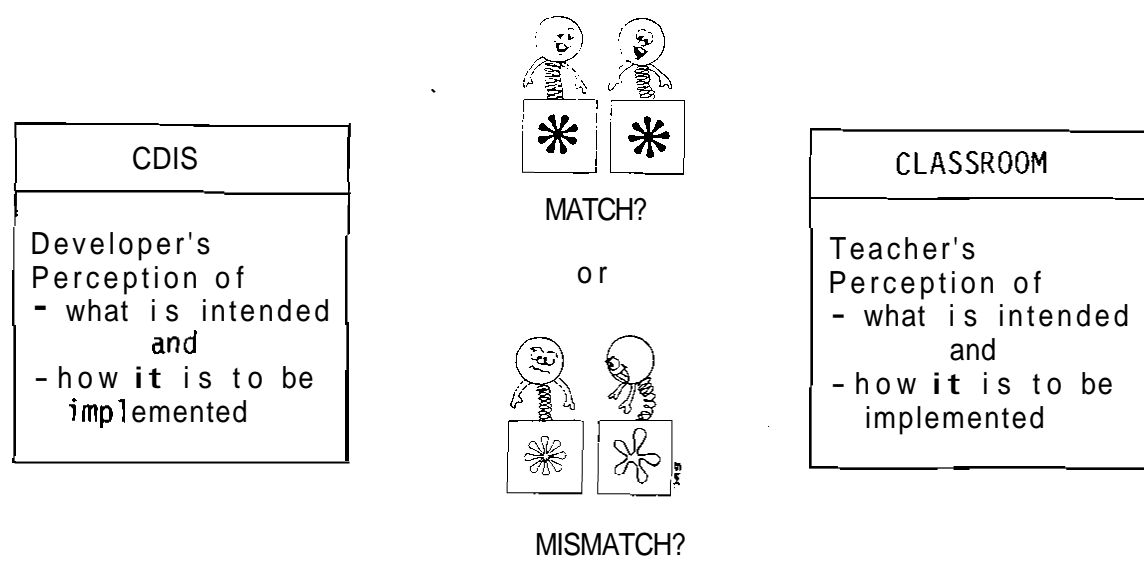 CDIS
Developer's
Perception of
- what is intended
and
- how it is to be
implemented
MATCH?
or
MISMATCH?
CLASSROOM
Teacher's
Perception of
- what is intended
and
- how it is to be
implemented